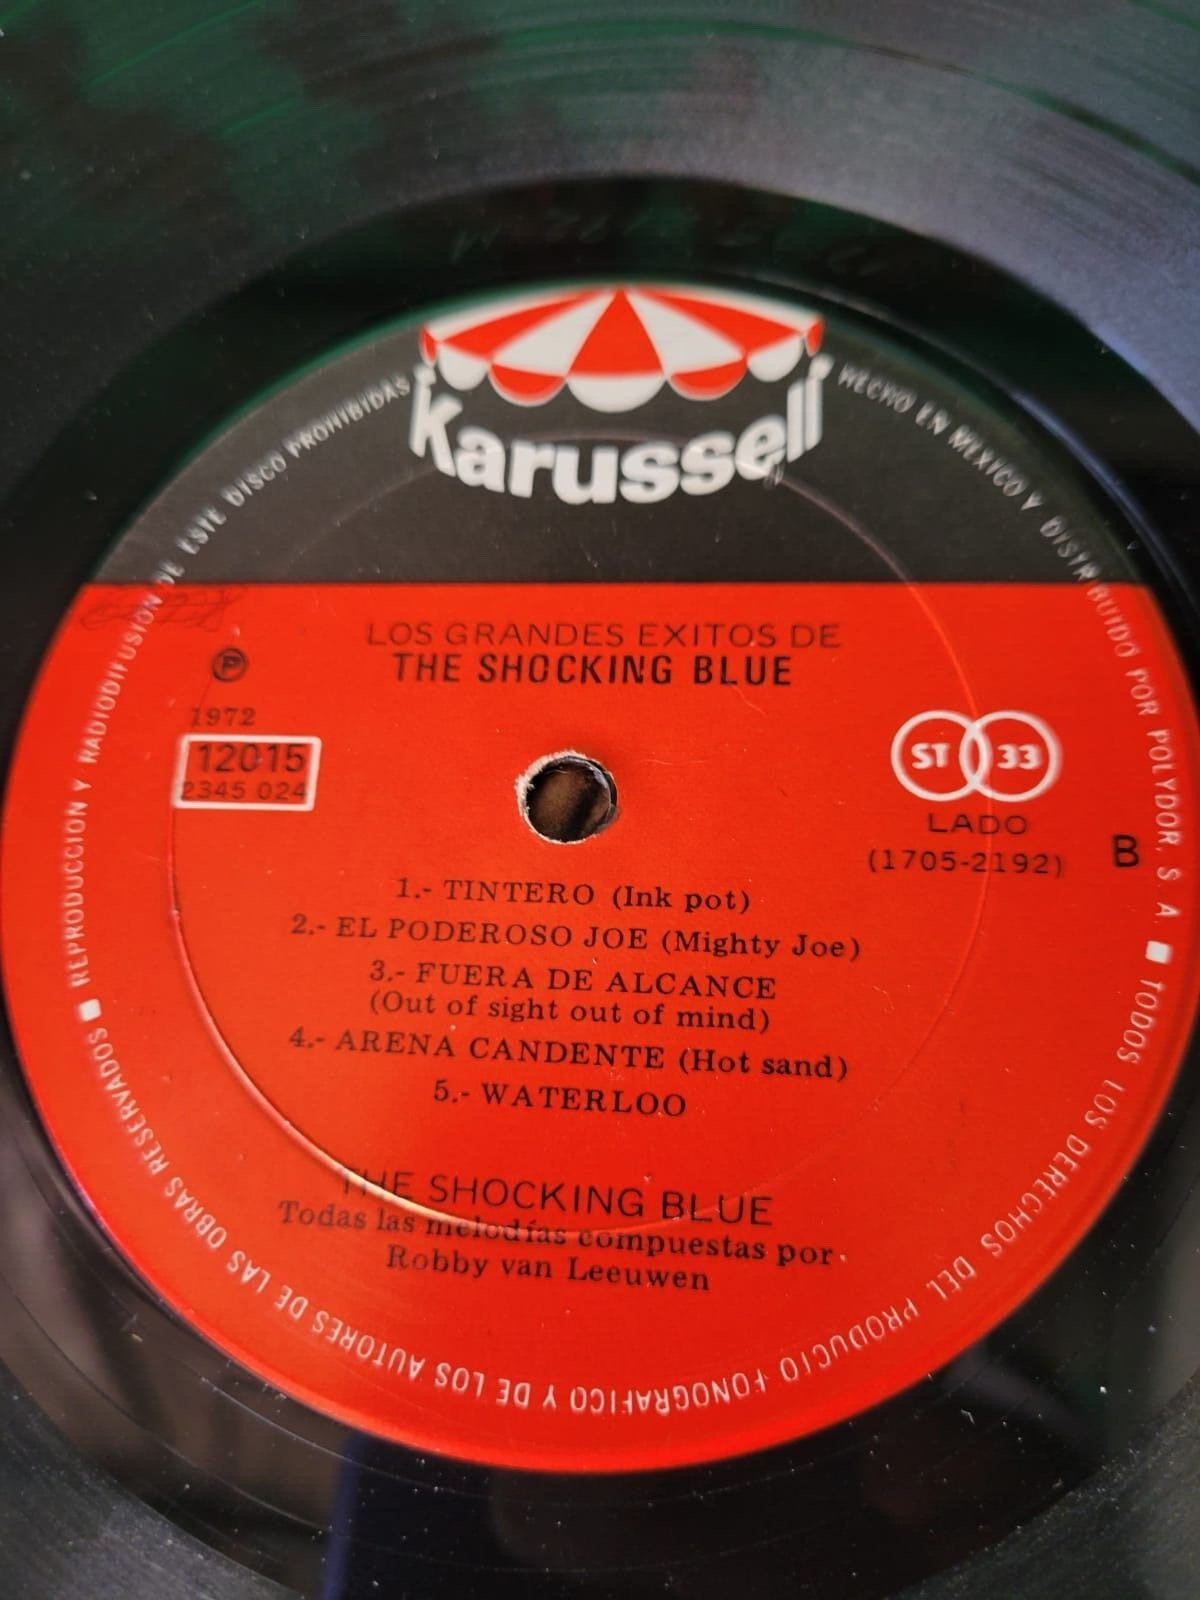 Karussell
REPRODUCCION Y RADIODIFUSION DE ESTE DISCO PROHIBIDAS
HECHO EN MEXICO Y DISTRIBUIDO POR POLYDOR, S. A.
TODOS LOS DERECHOS DEL PRODUCTO FONOGRAFICO Y DE LOS AUTORES DE LAS OBRAS RESERVADOS
LOS GRANDES EXITOS DE
THE SHOCKING BLUE
P
1972
12015
2345 024
ST 33
LADO B
(1705-2192)
1.- TINTERO (Ink pot)
2.- EL PODEROSO JOE (Mighty Joe)
3.- FUERA DE ALCANCE
(Out of sight out of mind)
4.- ARENA CANDENTE (Hot sand)
5.- WATERLOO
THE SHOCKING BLUE
Todas las melodías compuestas por
Robby van Leeuwen